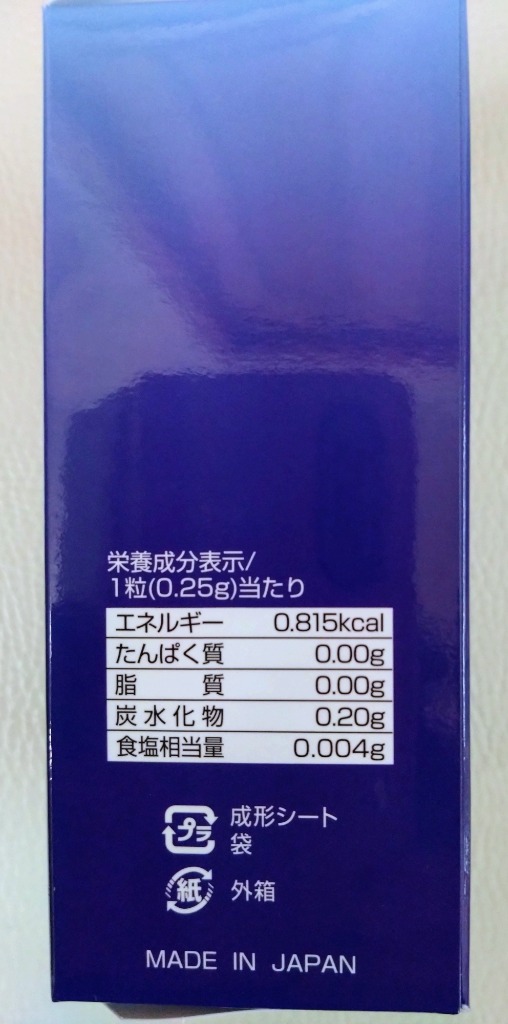 栄養成分表示/
1粒(0.25g)当たり
エネルギー 0.815kcal
たんぱく質 0.00g
脂質 0.00g
炭水化物 0.20g
食塩相当量 0.004g
プラ 成形シート
袋
紙 外箱
MADE IN JAPAN